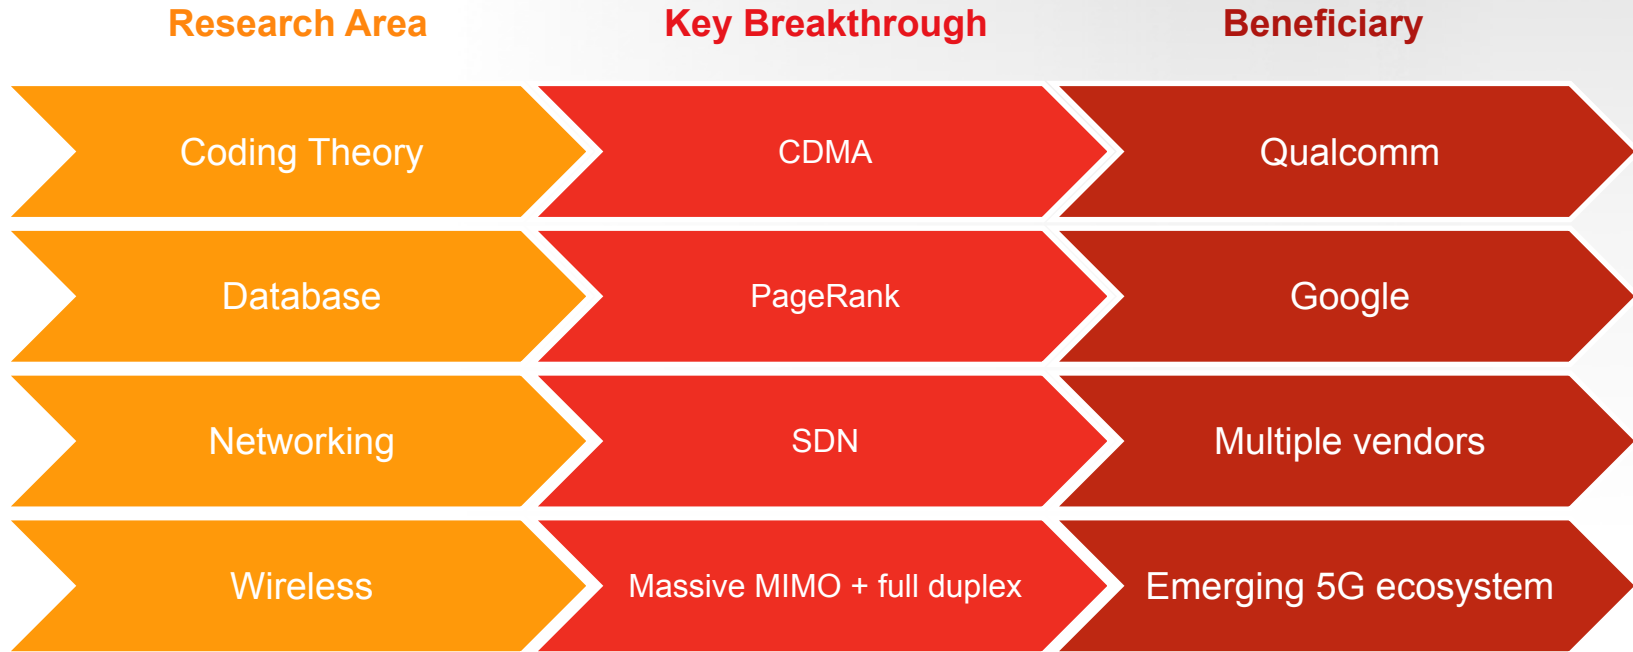 Research Area
Key Breakthrough
Beneficiary
Coding Theory
CDMA
Qualcomm
Database
PageRank
Google
Networking
SDN
Multiple vendors
Wireless
Massive MIMO + full duplex
Emerging 5G ecosystem